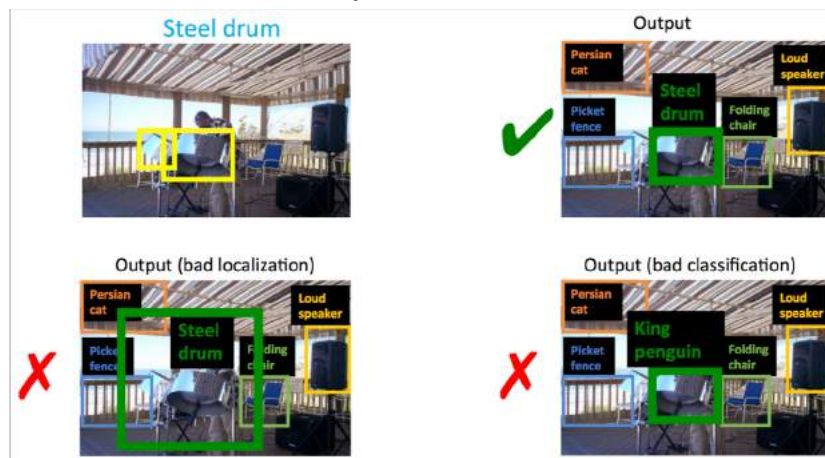 Steel drum
Output
Persian
cat
Loud
speaker
Steel
drum
Picket
fence
Folding
chair
Output (bad localization)
Persian
cat
Loud
speaker
Steel
drum
Picket
fence
Folding
chair
Output (bad classification)
Persian
cat
Loud
speaker
King
penguin
Picket
fence
Folding
chair